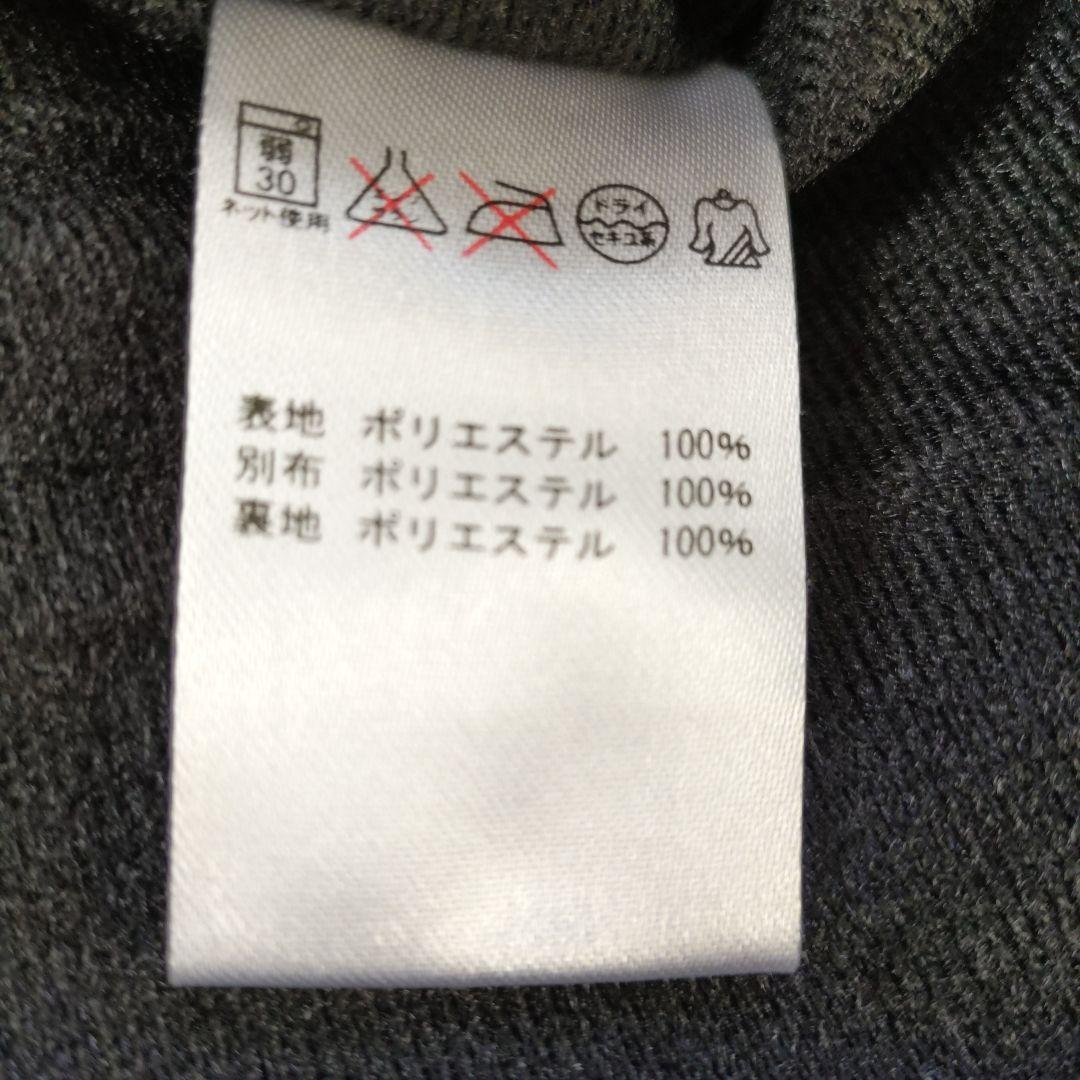 弱
30
ネット使用
ドライ
セキユ系
表地 ポリエステル 100%
別布 ポリエステル 100%
裏地 ポリエステル 100%